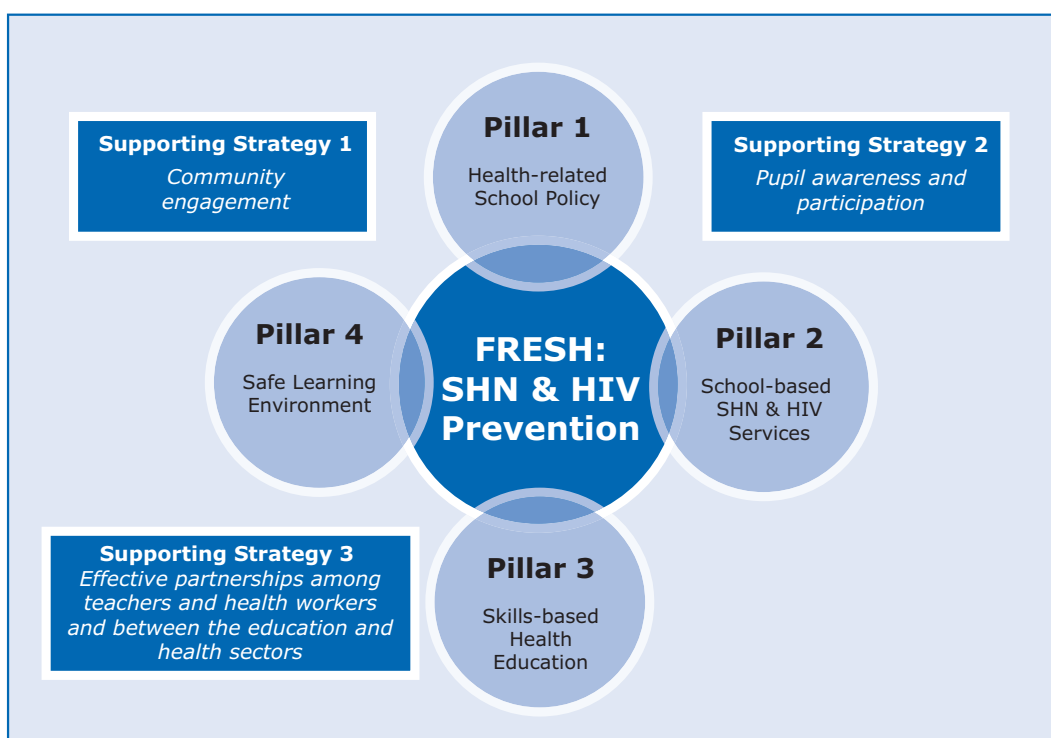 Pillar 1
Health-related
School Policy
Supporting Strategy 1
Community
engagement
Supporting Strategy 2
Pupil awareness and
participation
Pillar 4
Safe Learning
Environment
FRESH:
SHN & HIV
Prevention
Pillar 2
School-based
SHN & HIV
Services
Supporting Strategy 3
Effective partnerships among
teachers and health workers
and between the education and
health sectors
Pillar 3
Skills-based
Health
Education